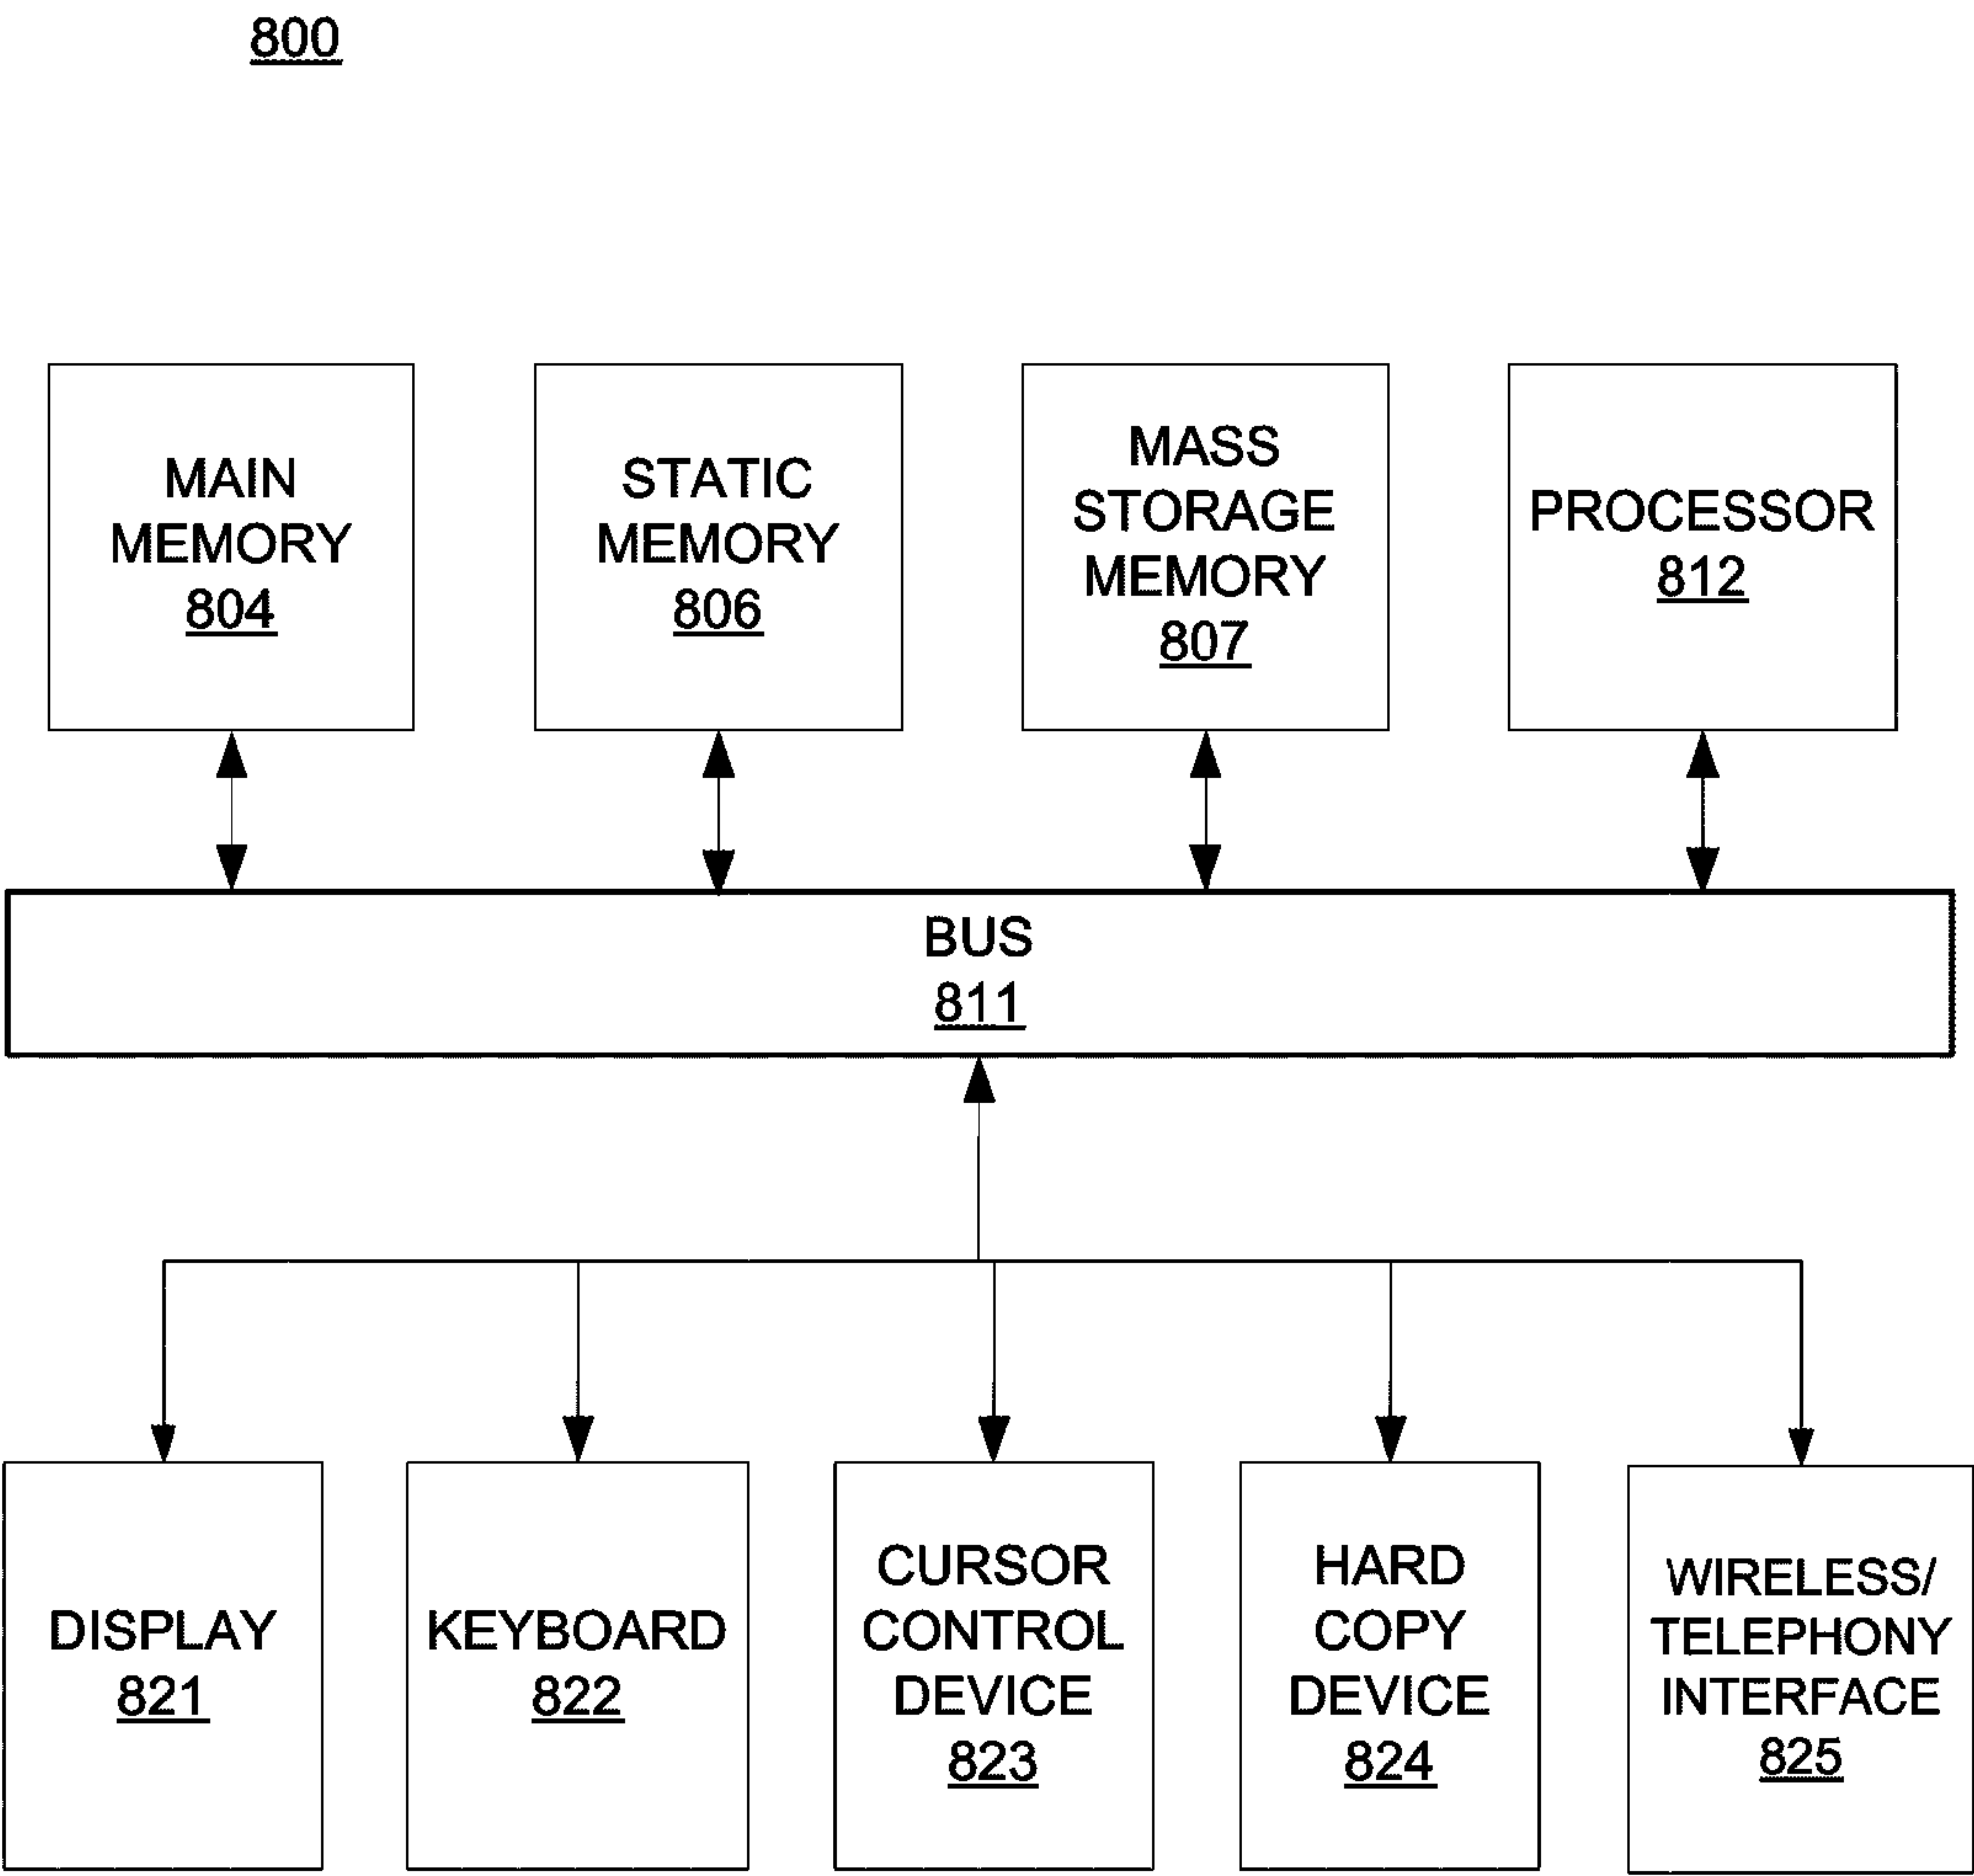 800
MAIN
MEMORY
804
STATIC
MEMORY
806
MASS
STORAGE
MEMORY
807
PROCESSOR
812
BUS
811
DISPLAY
821
KEYBOARD
822
CURSOR
CONTROL
DEVICE
823
HARD
COPY
DEVICE
824
WIRELESS/
TELEPHONY
INTERFACE
825